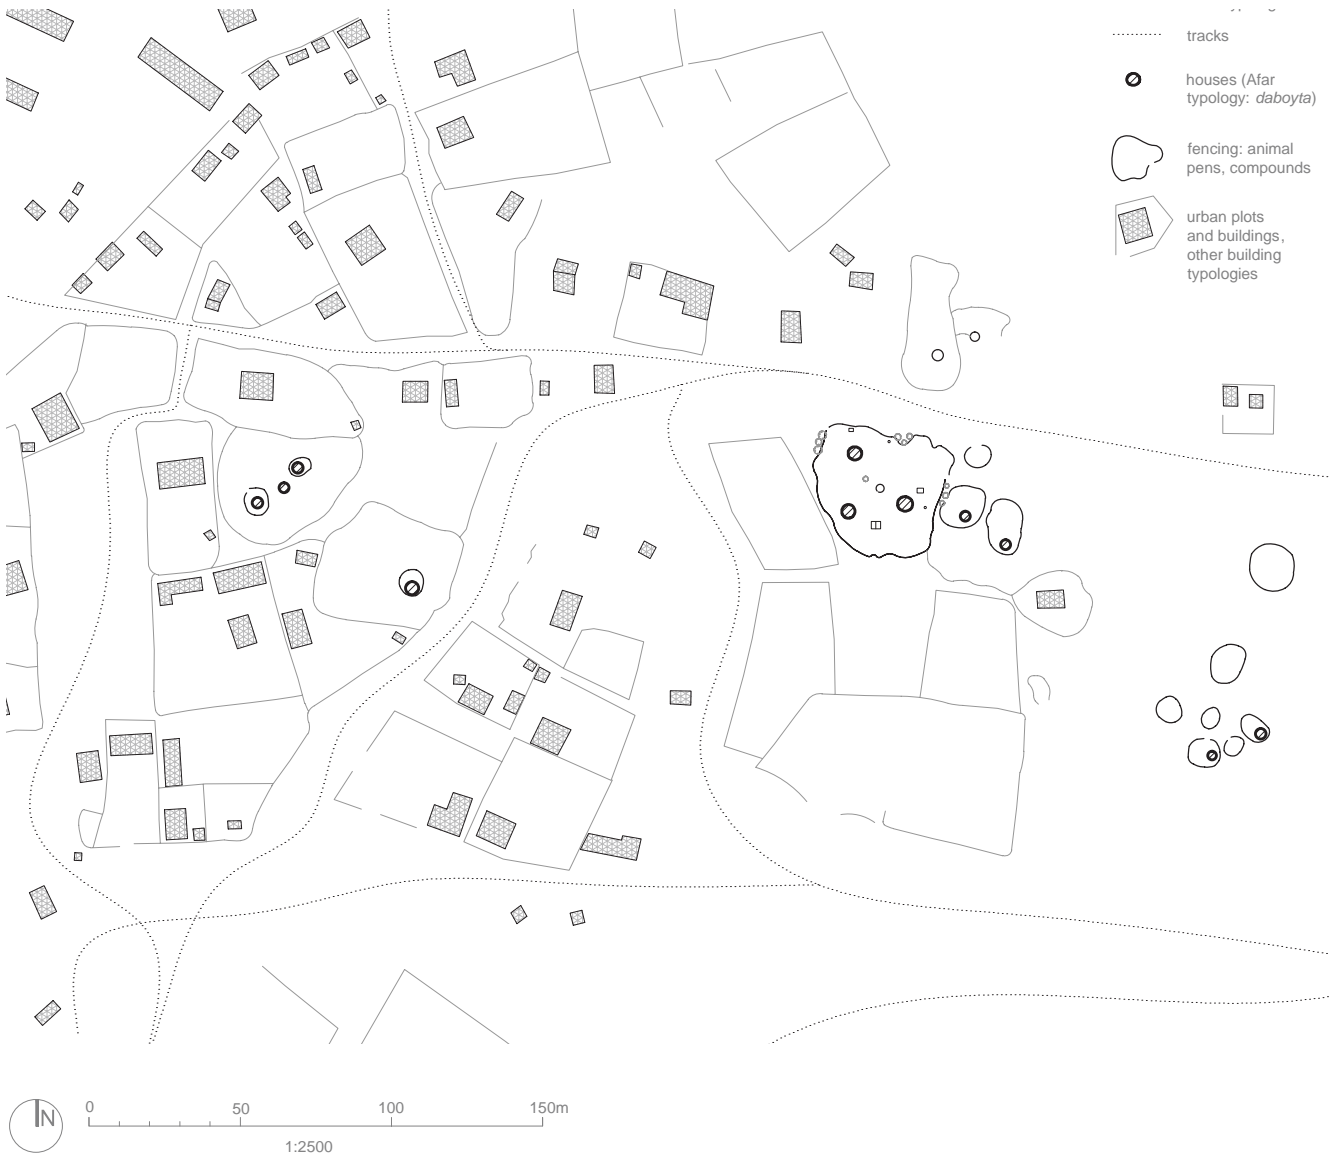 tracks
houses (Afar
typology: daboyta)
fencing: animal
pens, compounds
urban plots
and buildings,
other building
typologies
N
0 50 100 150m
1:2500